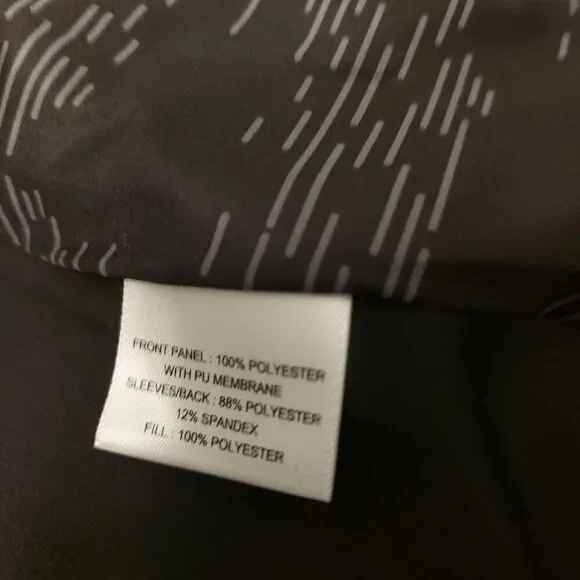 FRONT PANEL : 100% POLYESTER
WITH PU MEMBRANE
SLEEVES/BACK : 88% POLYESTER
12% SPANDEX
FILL : 100% POLYESTER